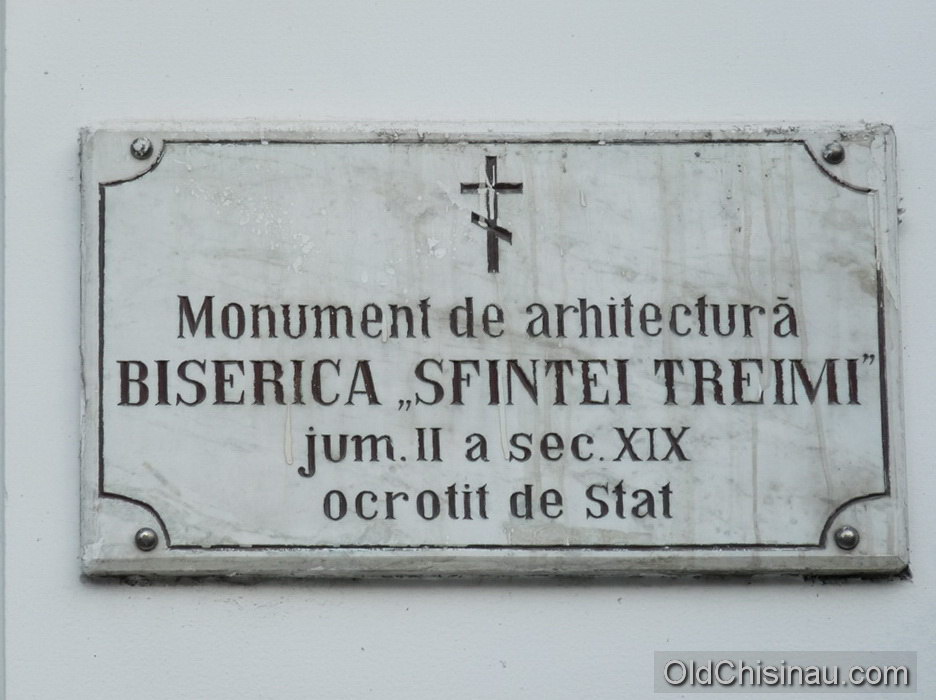 Monument de arhitectură
BISERICA „SFINTEI TREIMI”
jum. II a sec. XIX
ocrotit de Stat
OldChisinau.com